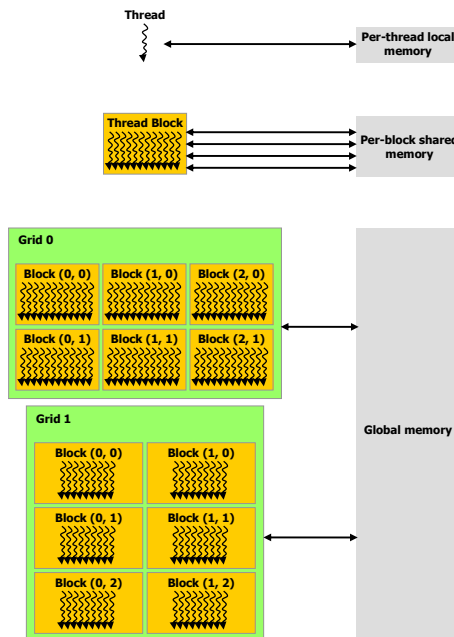 Thread
Per-thread local
memory
Thread Block
Per-block shared
memory
Grid 0
Block (0, 0) Block (1, 0) Block (2, 0)
Block (0, 1) Block (1, 1) Block (2, 1)
Global memory
Grid 1
Block (0, 0) Block (1, 0)
Block (0, 1) Block (1, 1)
Block (0, 2) Block (1, 2)